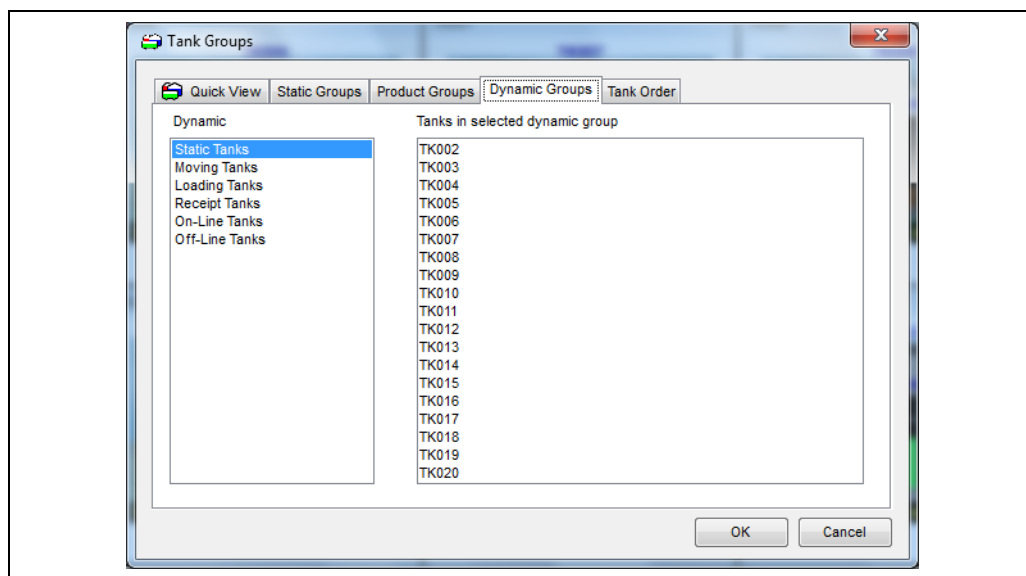 Tank Groups
Quick View Static Groups Product Groups Dynamic Groups Tank Order
Dynamic Tanks in selected dynamic group
Static Tanks
Moving Tanks
Loading Tanks
Receipt Tanks
On-Line Tanks
Off-Line Tanks
TK002
TK003
TK004
TK005
TK006
TK007
TK008
TK009
TK010
TK011
TK012
TK013
TK014
TK015
TK016
TK017
TK018
TK019
TK020
OK Cancel